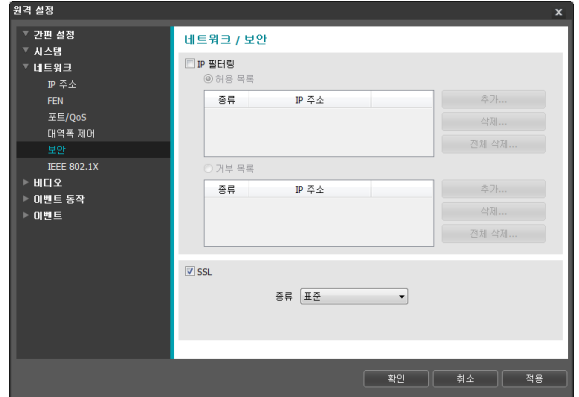 원격 설정
x
간편 설정
시스템
네트워크
IP 주소
FEN
포트/QoS
대역폭 제어
보안
IEEE 802.1X
비디오
이벤트 동작
이벤트
네트워크 / 보안
IP 필터링
허용 목록
종류 IP 주소
추가...
삭제...
전체 삭제...
거부 목록
종류 IP 주소
추가...
삭제...
전체 삭제...
SSL
종류 표준
확인 취소 적용